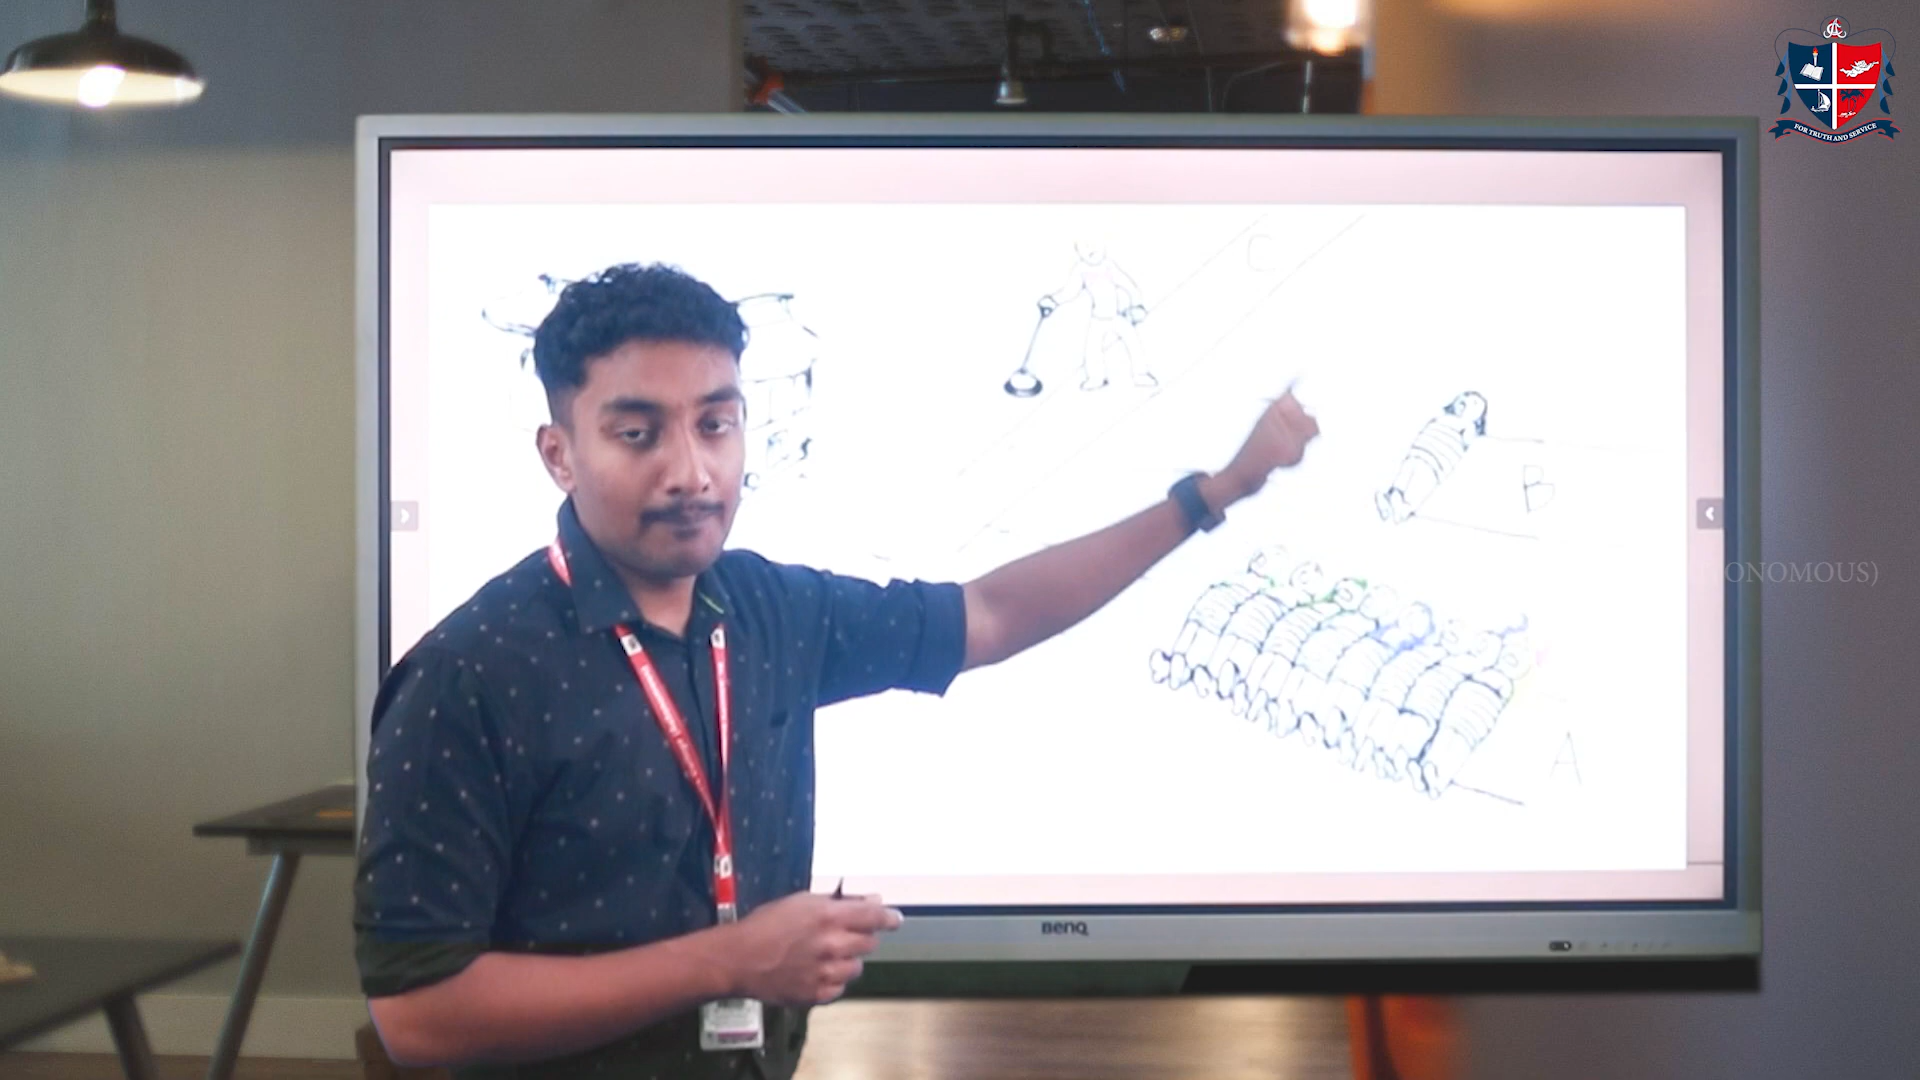 FOR TRUTH AND SERVICE
C
B
ONOMOUS)
A
BenQ